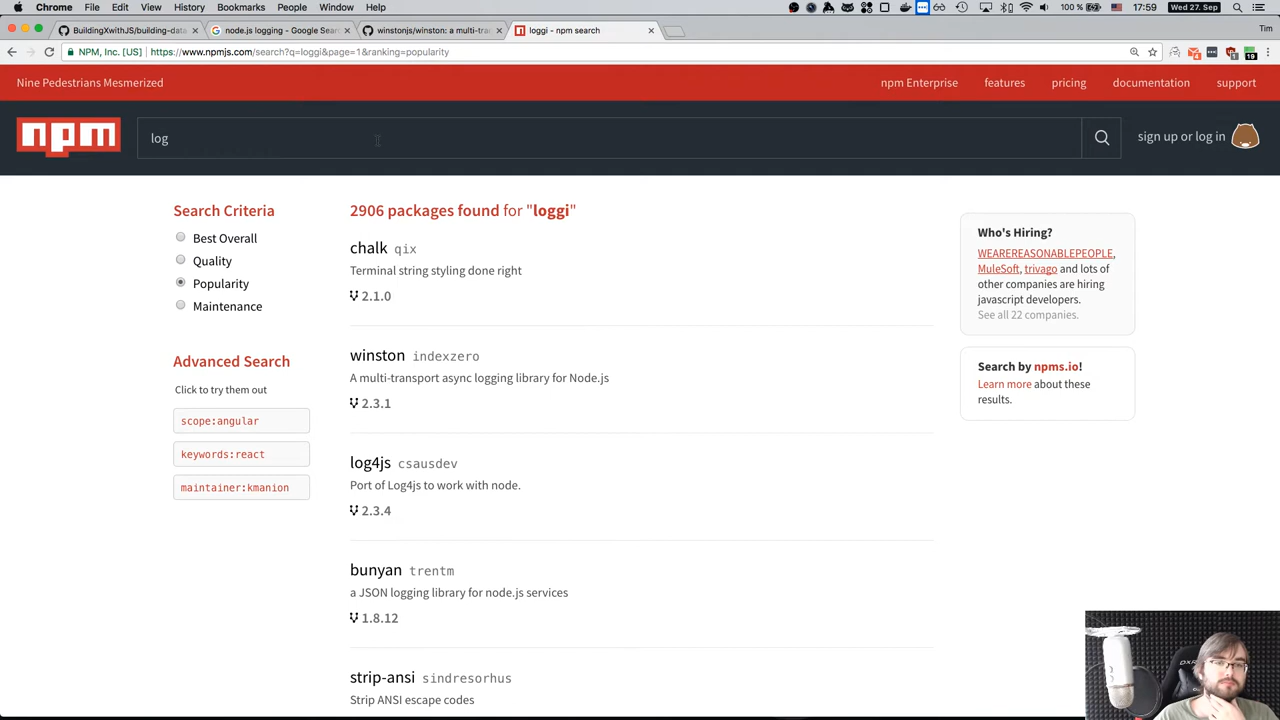 Chrome File Edit View History Bookmarks People Window Help 100 % 17:59 Wed 27. Sep
BuildingXwithJS/building-data node.js logging - Google Search winstonjs/winston: a multi-tra loggi - npm search Tim
NPM, Inc. [US] https://www.npmjs.com/search?q=loggi&page=1&ranking=popularity
Nine Pedestrians Mesmerized npm Enterprise features pricing documentation support
npm log sign up or log in
Search Criteria
Best Overall
Quality
Popularity
Maintenance
Advanced Search
Click to try them out
scope:angular
keywords:react
maintainer:kmanion
2906 packages found for "loggi"
chalk qix
Terminal string styling done right
2.1.0
winston indexzero
A multi-transport async logging library for Node.js
2.3.1
log4js csausdev
Port of Log4js to work with node.
2.3.4
bunyan trentm
a JSON logging library for node.js services
1.8.12
strip-ansi sindresorhus
Strip ANSI escape codes
Who's Hiring?
WEAREREASONABLEPEOPLE,
MuleSoft, trivago and lots of
other companies are hiring
javascript developers.
See all 22 companies.
Search by npms.io!
Learn more about these
results.